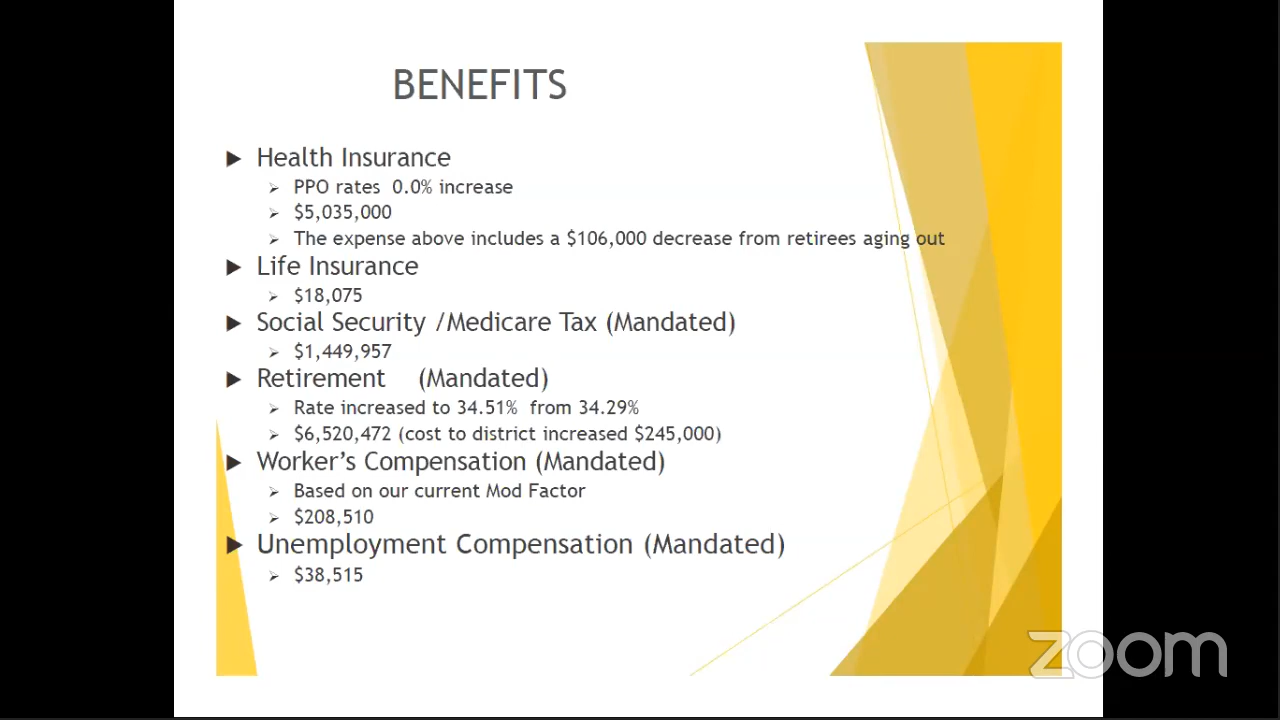 BENEFITS
Health Insurance
PPO rates 0.0% increase
$5,035,000
The expense above includes a $106,000 decrease from retirees aging out
Life Insurance
$18,075
Social Security /Medicare Tax (Mandated)
$1,449,957
Retirement (Mandated)
Rate increased to 34.51% from 34.29%
$6,520,472 (cost to district increased $245,000)
Worker's Compensation (Mandated)
Based on our current Mod Factor
$208,510
Unemployment Compensation (Mandated)
$38,515
zoom